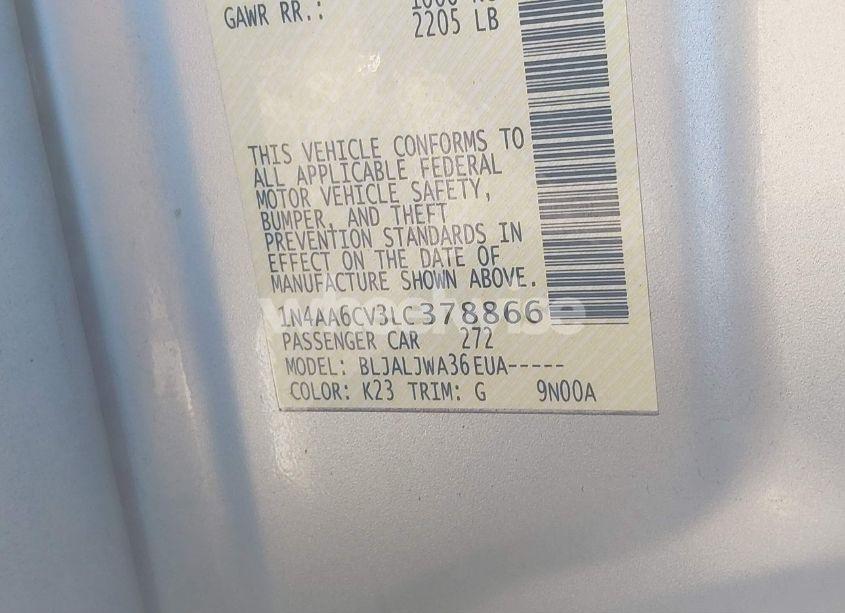 GAWR RR.:
2205 LB
THIS VEHICLE CONFORMS TO
ALL APPLICABLE FEDERAL
MOTOR VEHICLE SAFETY,
BUMPER, AND THEFT
PREVENTION STANDARDS IN
EFFECT ON THE DATE OF
MANUFACTURE SHOWN ABOVE.
1N4AA6CV3LC378866
PASSENGER CAR 272
MODEL: BLJALJWA36EUA-----
COLOR: K23 TRIM: G 9N00A